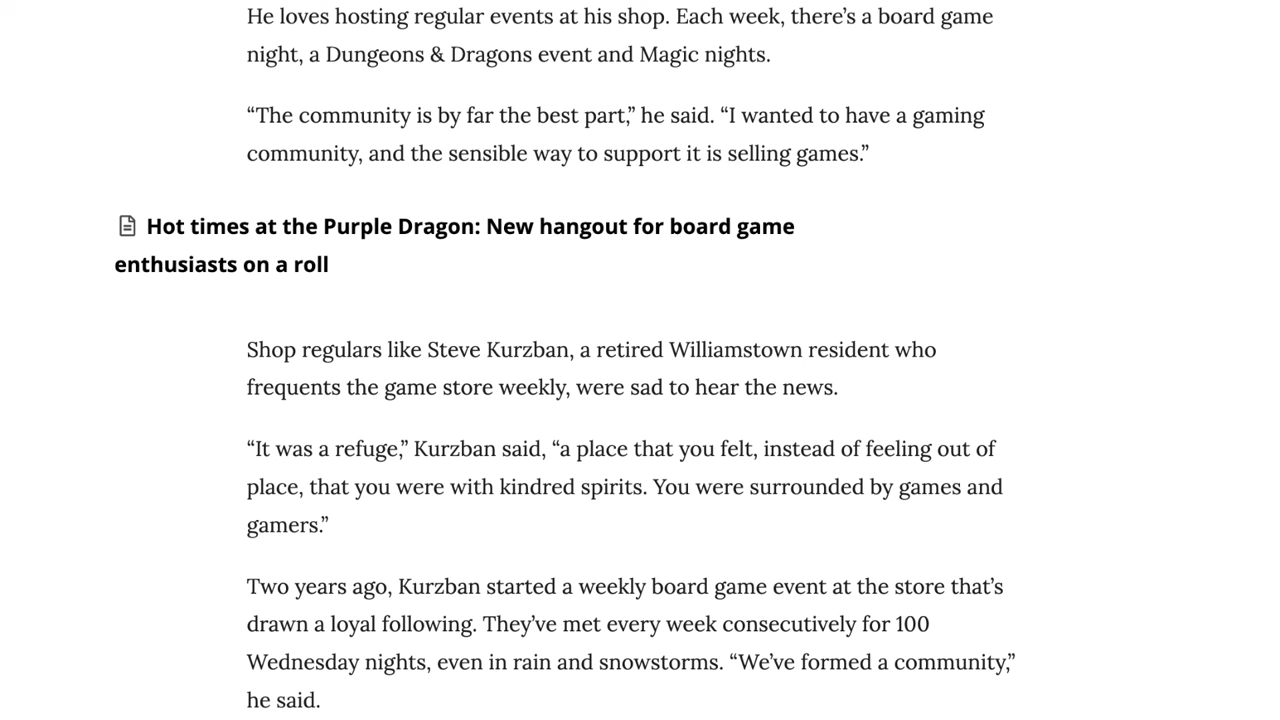 He loves hosting regular events at his shop. Each week, there’s a board game
night, a Dungeons & Dragons event and Magic nights.
“The community is by far the best part,” he said. “I wanted to have a gaming
community, and the sensible way to support it is selling games.”
Hot times at the Purple Dragon: New hangout for board game
enthusiasts on a roll
Shop regulars like Steve Kurzban, a retired Williamstown resident who
frequents the game store weekly, were sad to hear the news.
“It was a refuge,” Kurzban said, “a place that you felt, instead of feeling out of
place, that you were with kindred spirits. You were surrounded by games and
gamers.”
Two years ago, Kurzban started a weekly board game event at the store that’s
drawn a loyal following. They’ve met every week consecutively for 100
Wednesday nights, even in rain and snowstorms. “We’ve formed a community,”
he said.